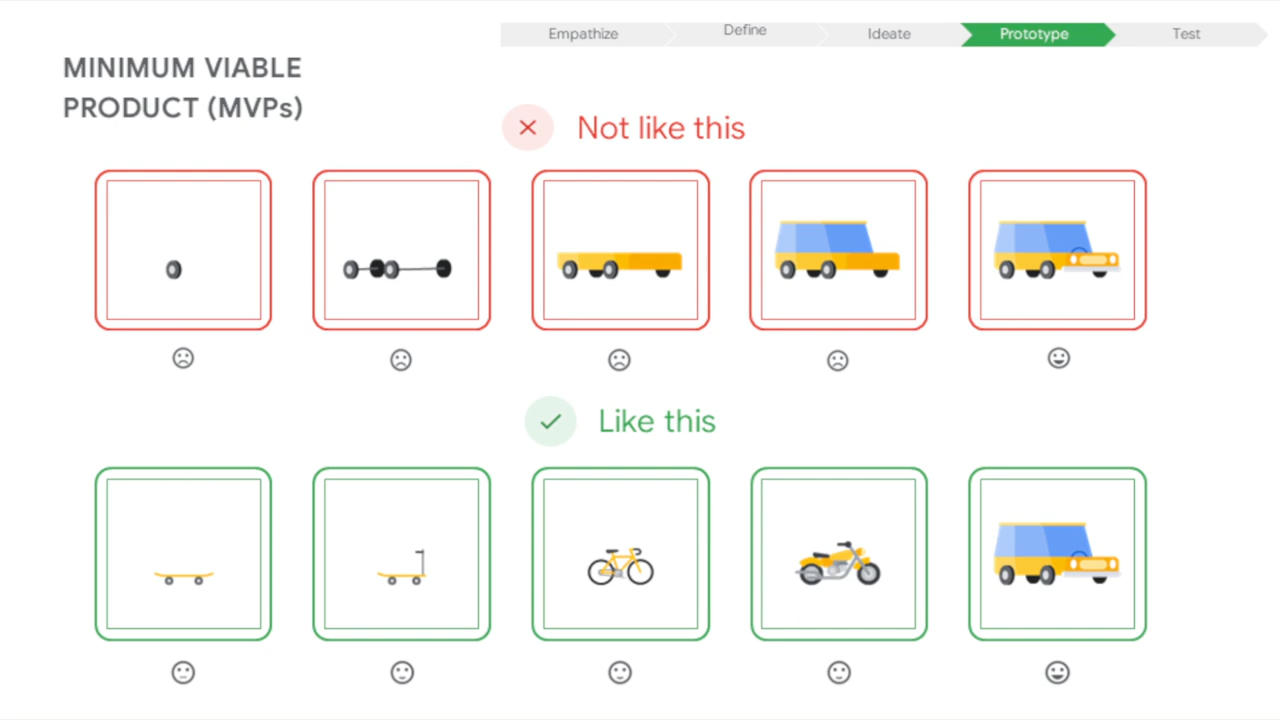 Empathize
Define
Ideate
Prototype
Test
MINIMUM VIABLE
PRODUCT (MVPs)
Not like this
Like this